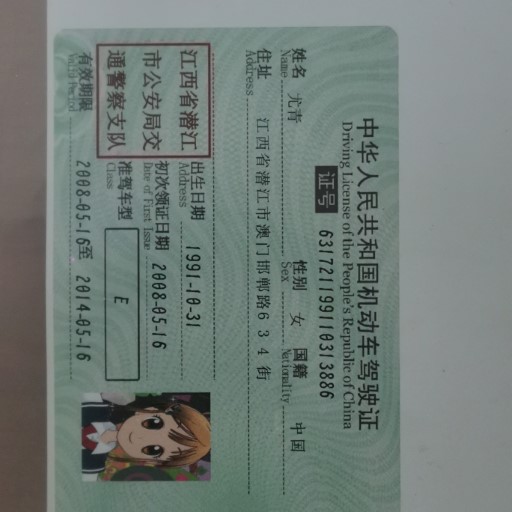 中华人民共和国机动车驾驶证
Driving License of the People's Republic of China
证号 631721199110313886
姓名 尤青 性别 女 国籍 中国
Name Sex Nationality
住址 江西省潜江市澳门邯郸路634街
Address
江西省潜江
市公安局交
通警察支队
出生日期 1991-10-31
Address
初次领证日期 2008-05-16
Date of First Issue
准驾车型 E
Class
有效期限 2008-05-16至 2014-05-16
Valid Period